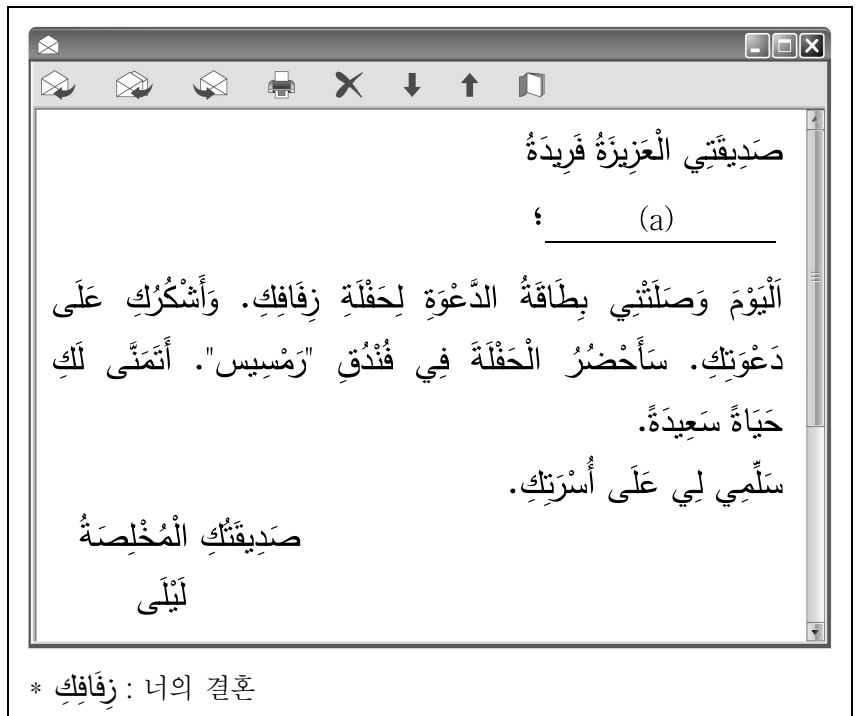 صَدِيقَتِي الْعَزِيزَةُ فَرِيدَةُ
(a) ؛
اَلْيَوْمَ وَصَلَتْنِي بِطَاقَةُ الدَّعْوَةِ لِحَفْلَةِ زِفَافِكِ. وَأَشْكُرُكِ عَلَى
دَعْوَتِكِ. سَأَحْضُرُ الْحَفْلَةَ فِي فُنْدُقِ "رَمْسِيس". أَتَمَنَّى لَكِ
حَيَاةً سَعِيدَةً.
سَلِّمِي لِي عَلَى أُسْرَتِكِ.
صَدِيقَتُكِ الْمُخْلِصَةُ
لَيْلَى
* زِفَافِكِ : 너의 결혼